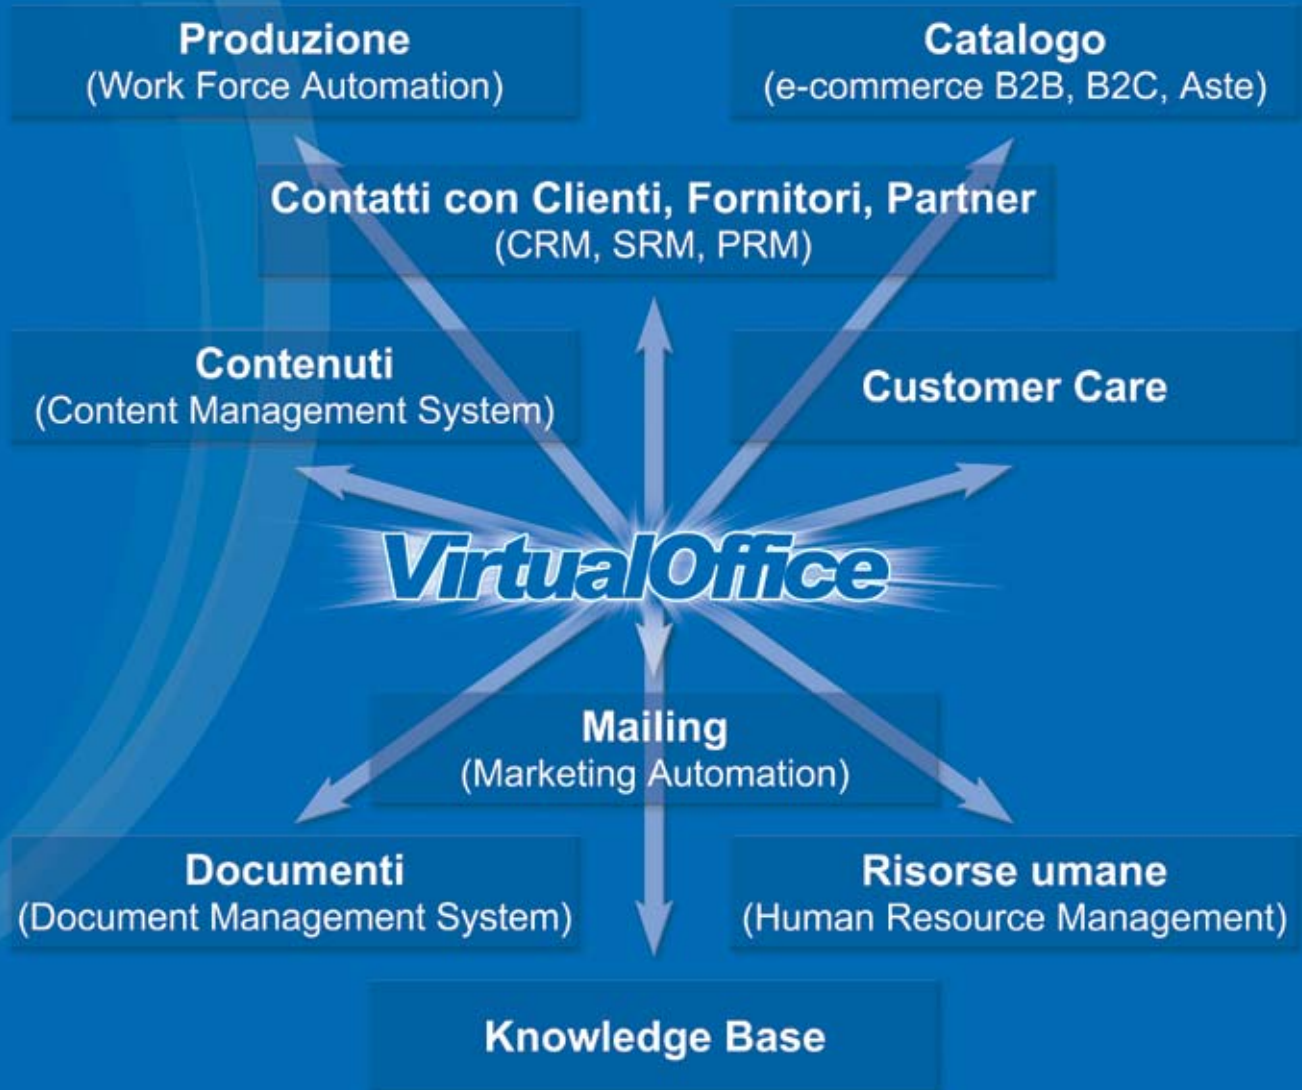 Produzione
(Work Force Automation)
Catalogo
(e-commerce B2B, B2C, Aste)
Contatti con Clienti, Fornitori, Partner
(CRM, SRM, PRM)
Contenuti
(Content Management System)
Customer Care
VirtualOffice
Mailing
(Marketing Automation)
Documenti
(Document Management System)
Risorse umane
(Human Resource Management)
Knowledge Base